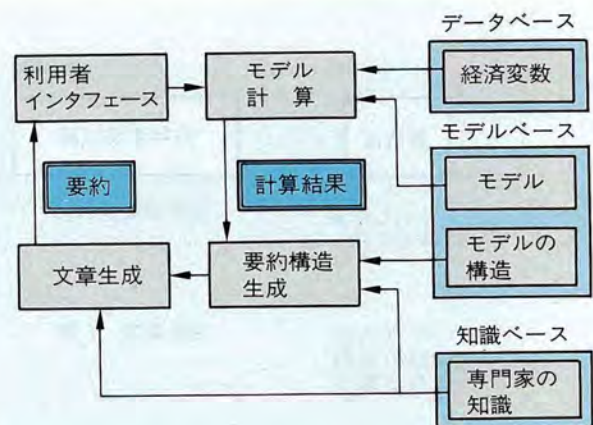 データベース
利用者
インタフェース
モデル
計 算
経済変数
モデルベース
要約
計算結果
モデル
モデルの
構造
文章生成
要約構造
生成
知識ベース
専門家の
知識